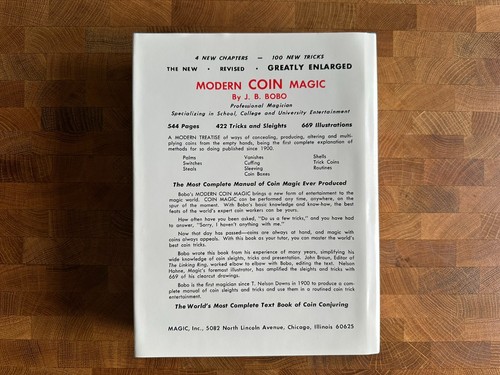 4 NEW CHAPTERS — 100 NEW TRICKS
THE NEW • REVISED • GREATLY ENLARGED
MODERN COIN MAGIC
By J. B. BOBO
Professional Magician
Specializing in School, College and University Entertainment
544 Pages 422 Tricks and Sleights 669 Illustrations
A MODERN TREATISE of ways of concealing, producing, altering and multi-
plying coins from the empty hands, being the first complete explanation of
methods for so doing published since 1900.
Palms Vanishes Shells
Switches Cuffing Trick Coins
Steals Sleeving Routines
Coin Boxes
The Most Complete Manual of Coin Magic Ever Produced
Bobo's MODERN COIN MAGIC brings a new form of entertainment to the
magic world. COIN MAGIC can be performed any time, anywhere, on the
spur of the moment. With Bobo's basic knowledge and know-how, the best
feats of the world's expert coin workers can be yours.
How often have you been asked, "Do us a few tricks," and you have had
to answer, "Sorry, I haven't anything with me."
Now that day has passed—coins are always at hand, and magic with
coins always appeals. With this book as your tutor, you can master the world's
best coin tricks.
Bobo wrote this book from his experience of many years, simplifying his
wide knowledge of coin sleights, tricks and presentation. John Braun, Editor of
The Linking Ring, worked elbow to elbow with Bobo, editing the text. Nelson
Hahne, Magic's foremost illustrator, has amplified the sleights and tricks with
669 of his clearcut drawings.
Bobo is the first magician since T. Nelson Downs in 1900 to produce a com-
plete manual of coin sleights and tricks and use them in a routined coin trick
entertainment.
The World's Most Complete Text Book of Coin Conjuring
MAGIC, Inc., 5082 North Lincoln Avenue, Chicago, Illinois 60625